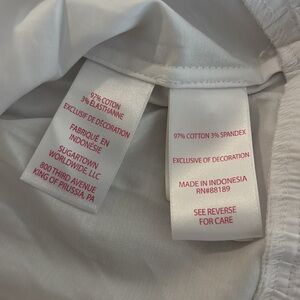 97% COTON
3% ELASTHANNE
EXCLUSIF DE DÉCORATION
FABRIQUÉ EN
INDONÉSIE
SUGARTOWN
WORLDWIDE, LLC
800 THIRD AVENUE
KING OF PRUSSIA, PA
97% COTTON 3% SPANDEX
EXCLUSIVE OF DECORATION
MADE IN INDONESIA
RN#88189
SEE REVERSE
FOR CARE